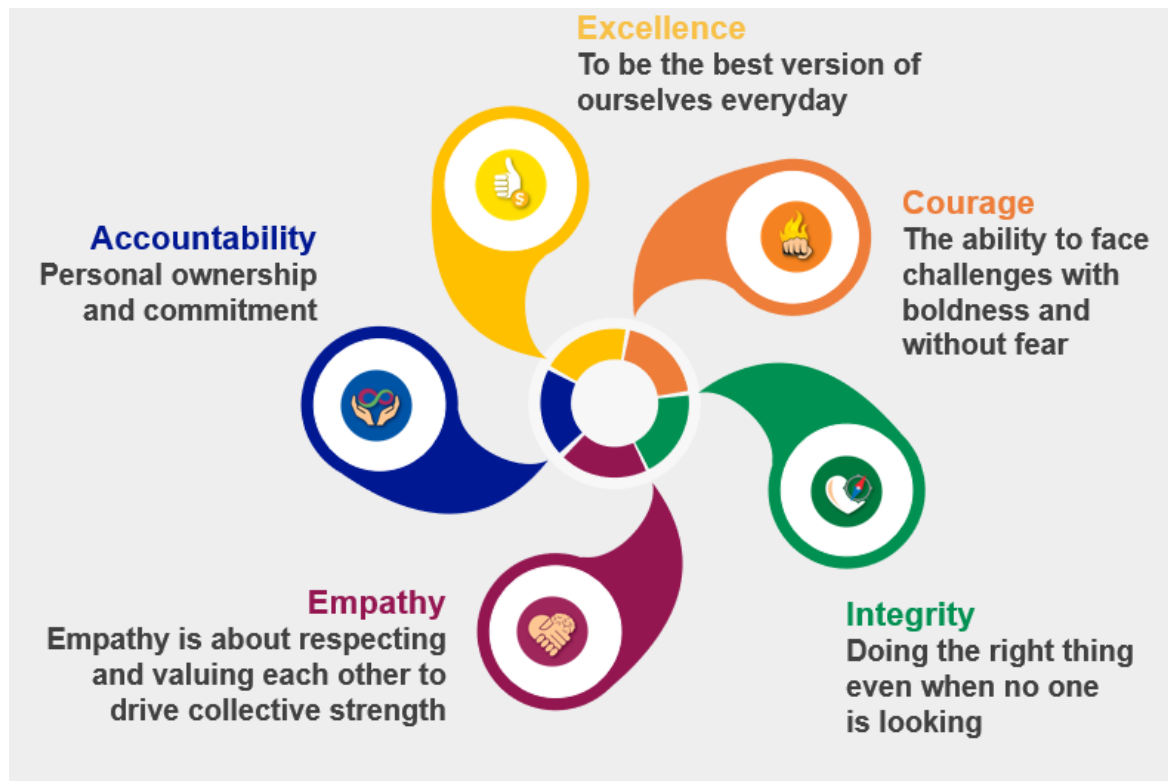 Excellence
To be the best version of
ourselves everyday
Courage
The ability to face
challenges with
boldness and
without fear
Accountability
Personal ownership
and commitment
Empathy
Empathy is about respecting
and valuing each other to
drive collective strength
Integrity
Doing the right thing
even when no one
is looking
$